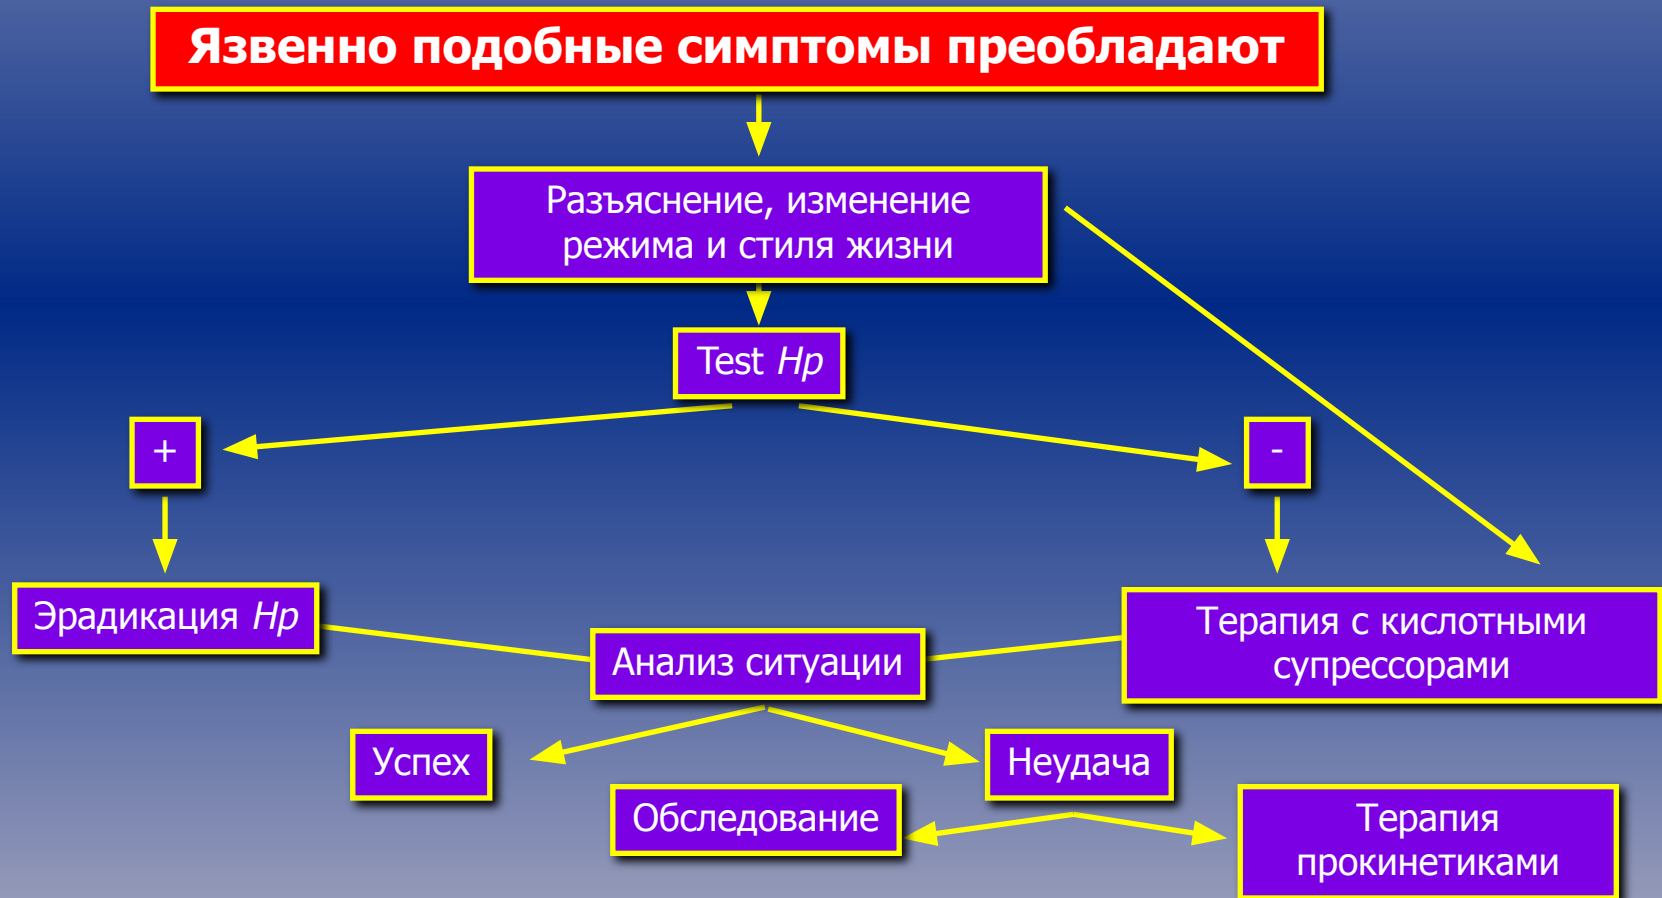 Язвенно подобные симптомы преобладают
Разъяснение, изменение
режима и стиля жизни
Test Hp
+
-
Эрадикация Hp
Анализ ситуации
Терапия с кислотными
супрессорами
Успех
Неудача
Обследование
Терапия
прокинетиками